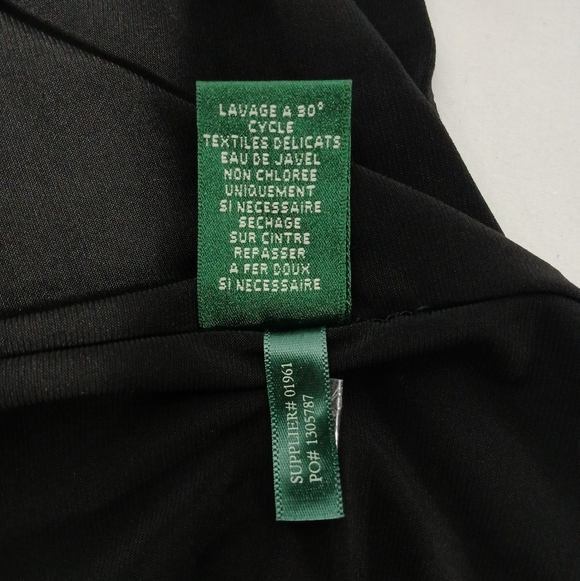 LAVAGE A 30°
CYCLE
TEXTILES DELICATS
EAU DE JAVEL
NON CHLOREE
UNIQUEMENT
SI NECESSAIRE
SECHAGE
SUR CINTRE
REPASSER
A FER DOUX
SI NECESSAIRE
SUPPLIER# 01961
PO# 1305787